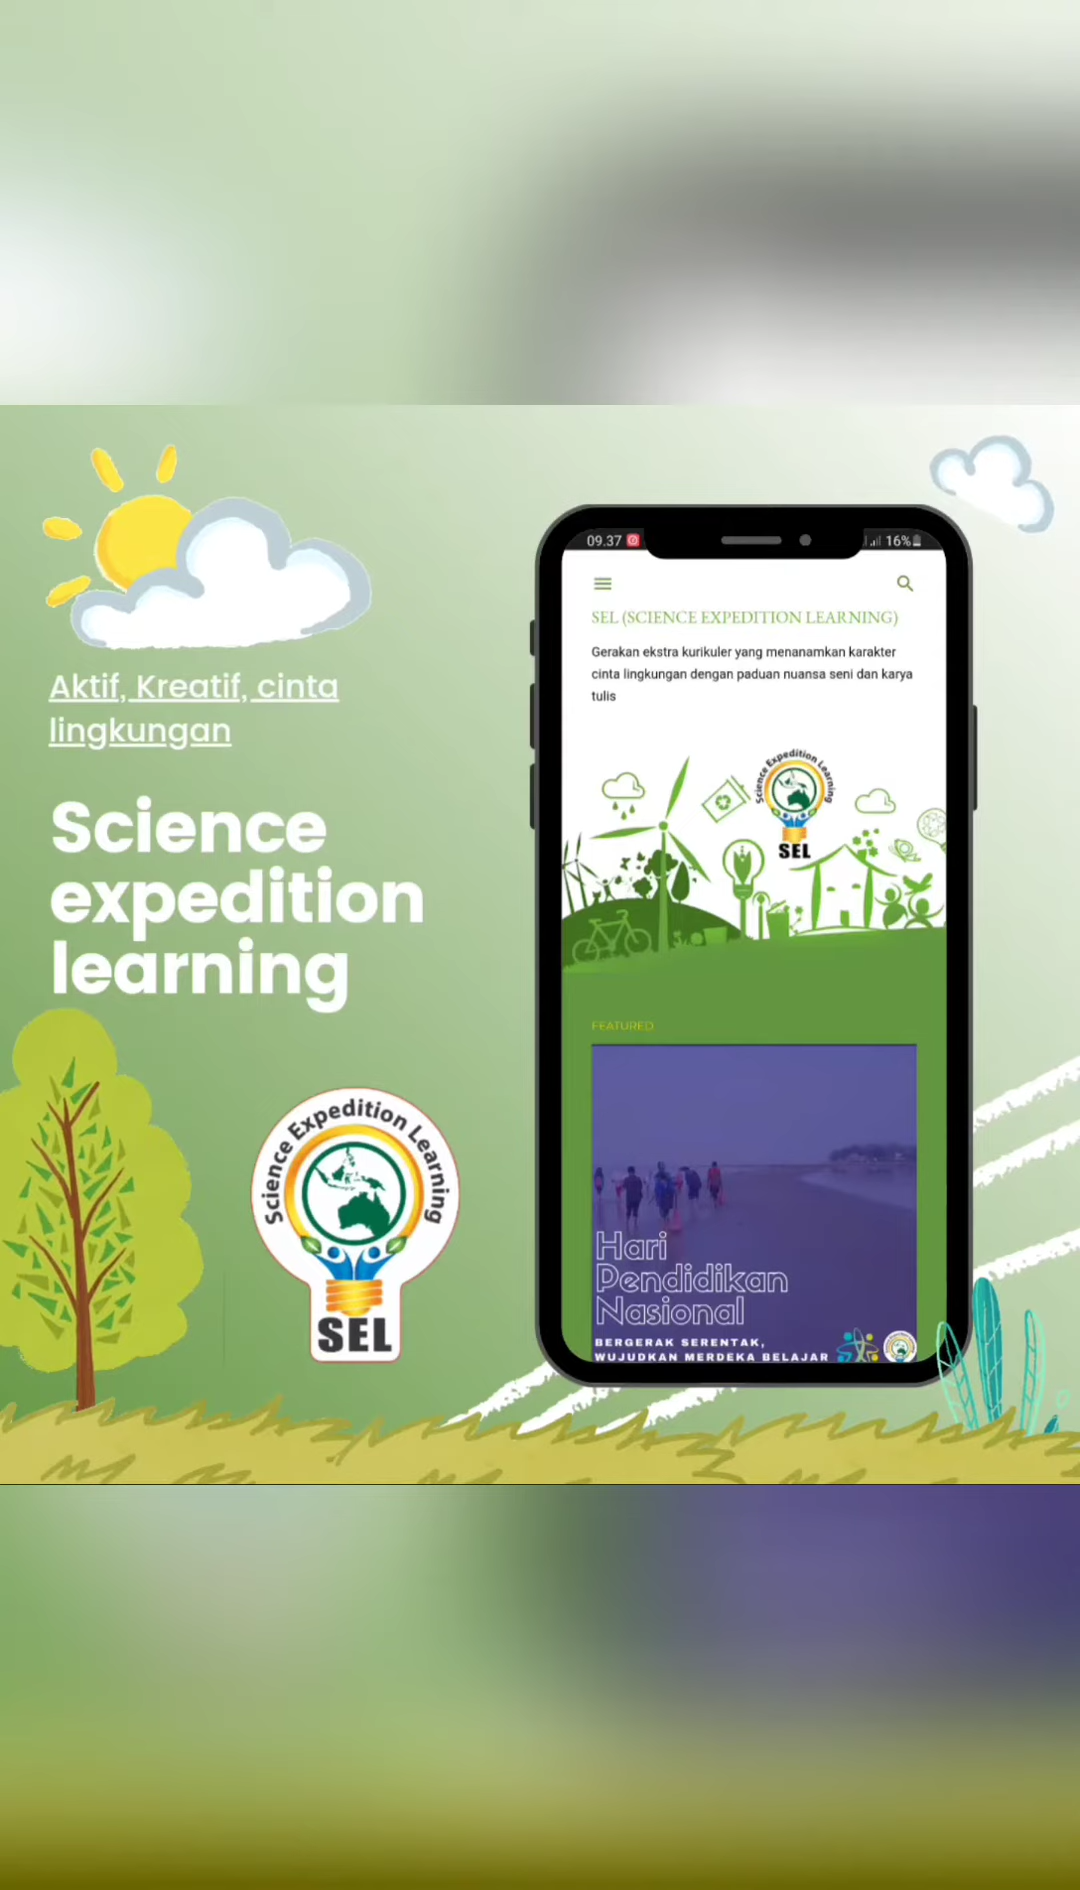 Aktif, Kreatif, cinta
lingkungan
Science
expedition
learning
Science Expedition Learning
SEL
09.37
16%
SEL (SCIENCE EXPEDITION LEARNING)
Gerakan ekstra kurikuler yang menanamkan karakter
cinta lingkungan dengan paduan nuansa seni dan karya
tulis
Science Expedition Learning
SEL
FEATURED
Hari
Pendidikan
Nasional
BERGERAK SERENTAK,
WUJUDKAN MERDEKA BELAJAR